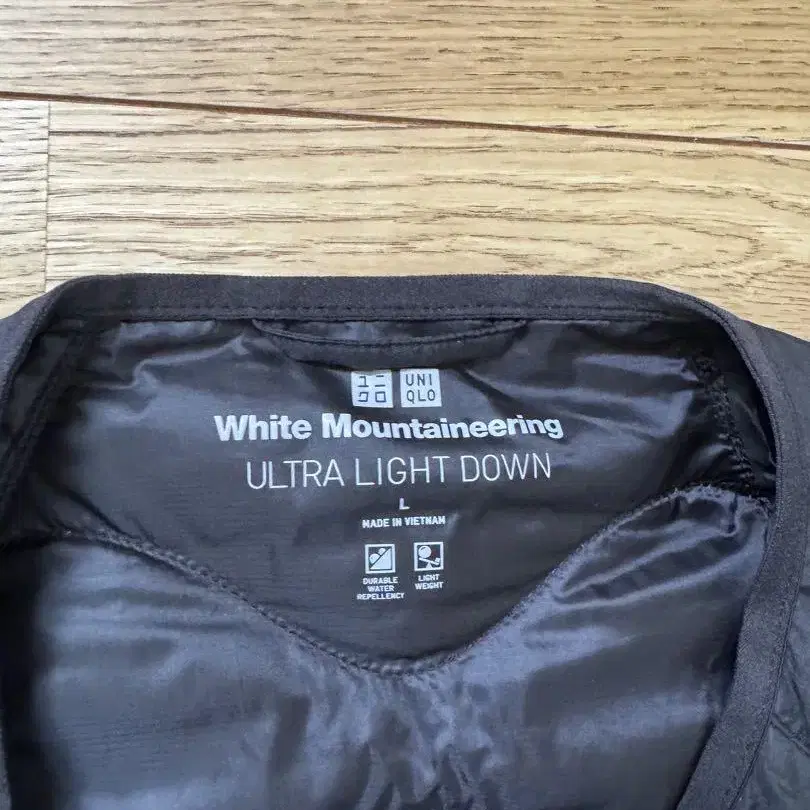 ユニ クロ UNI QLO
White Mountaineering
ULTRA LIGHT DOWN
L
MADE IN VIETNAM
DURABLE WATER REPELLENCY
LIGHT WEIGHT